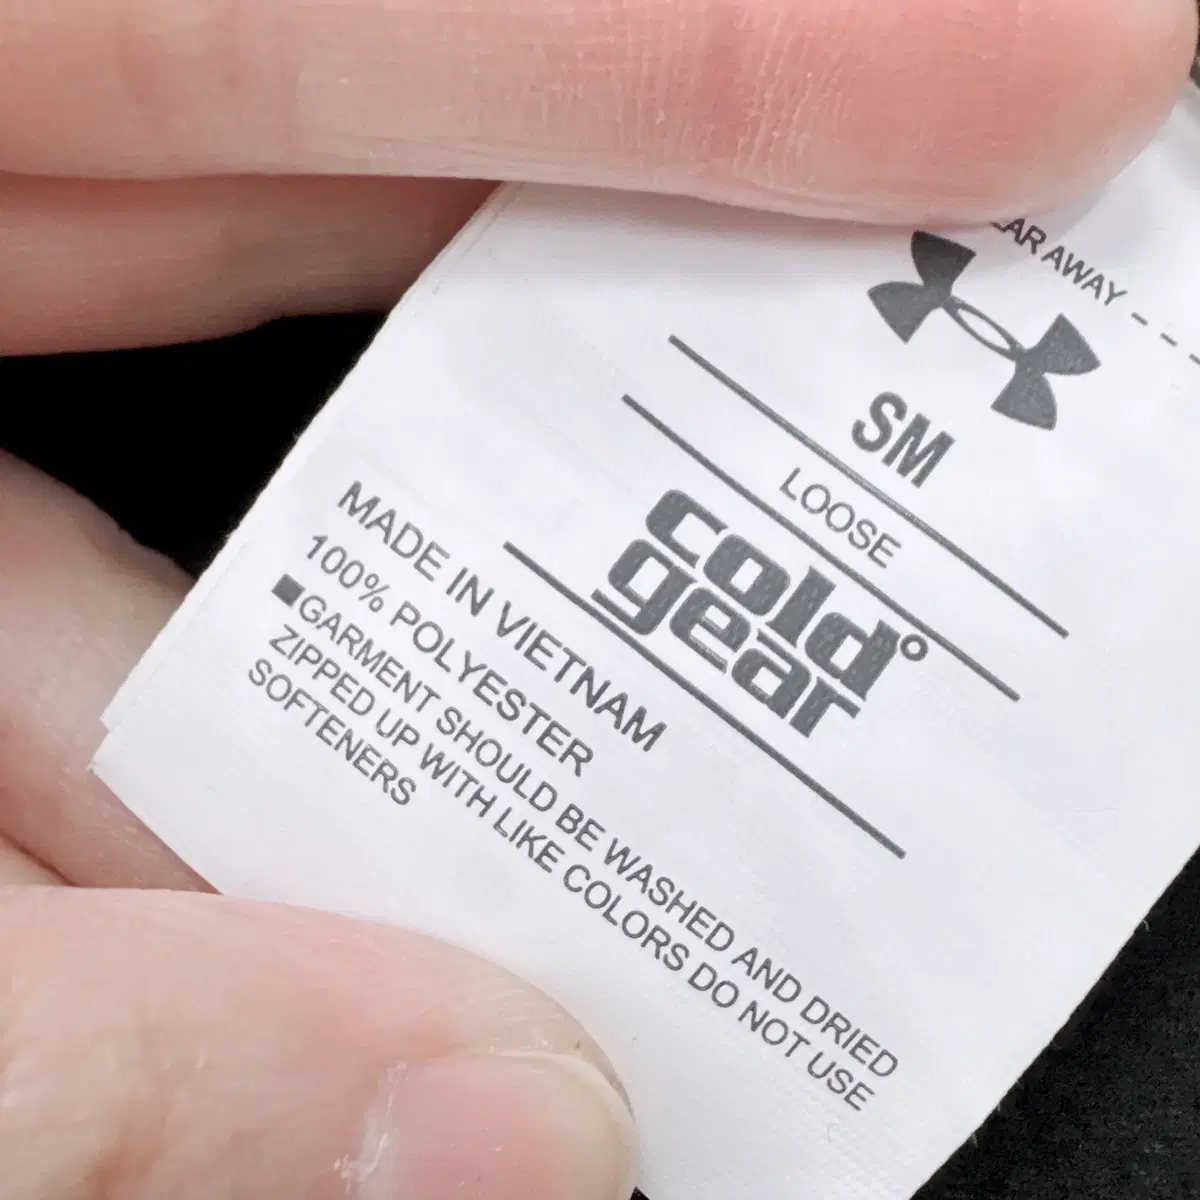 AWAY
SM
LOOSE
cold
gear
MADE IN VIETNAM
100% POLYESTER
■GARMENT SHOULD BE WASHED AND DRIED
ZIPPED UP WITH LIKE COLORS DO NOT USE
SOFTENERS